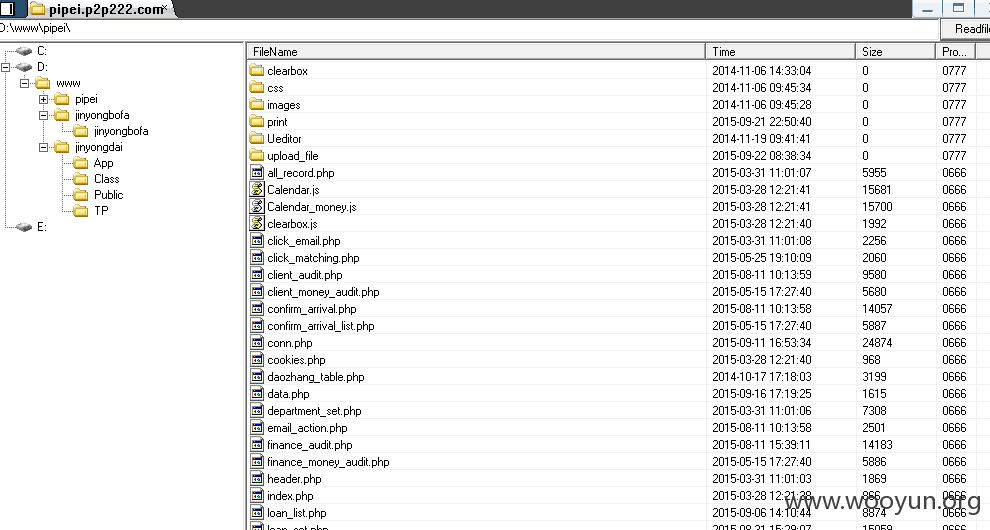 pipei.p2p222.com
D:\www\pipei\
Readfile
C:
D:
www
pipei
jinyongbofa
jinyongbofa
jinyongdai
App
Class
Public
TP
E:
FileName Time Size Pro...
clearbox 2014-11-06 14:33:04 0 0777
css 2014-11-06 09:45:34 0 0777
images 2014-11-06 09:45:28 0 0777
print 2015-09-21 22:50:40 0 0777
Ueditor 2014-11-19 09:41:41 0 0777
upload_file 2015-09-22 08:38:34 0 0777
all_record.php 2015-03-31 11:01:07 5955 0666
Calendar.js 2015-03-28 12:21:41 15681 0666
Calendar_money.js 2015-03-28 12:21:41 15700 0666
clearbox.js 2015-03-28 12:21:40 1992 0666
click_email.php 2015-03-31 11:01:08 2256 0666
click_matching.php 2015-05-25 19:10:09 2060 0666
client_audit.php 2015-08-11 10:13:59 9580 0666
client_money_audit.php 2015-05-15 17:27:40 5680 0666
confirm_arrival.php 2015-08-11 10:13:58 14057 0666
confirm_arrival_list.php 2015-05-15 17:27:40 5887 0666
conn.php 2015-09-11 16:53:34 24874 0666
cookies.php 2015-03-28 12:21:40 968 0666
daozhang_table.php 2014-10-17 17:18:03 3199 0666
data.php 2015-09-16 17:19:25 1615 0666
department_set.php 2015-03-31 11:01:06 7308 0666
email_action.php 2015-08-11 10:13:58 2501 0666
finance_audit.php 2015-08-11 15:39:11 14183 0666
finance_money_audit.php 2015-05-15 17:27:40 5886 0666
header.php 2015-03-31 11:01:03 1869 0666
index.php 2015-03-28 12:21:38 0666
loan_list.php 2015-09-06 14:10:44 8874 0666
loan_set.php 2015-08-31 15:29:07 15059 0666
www.wooyun.org